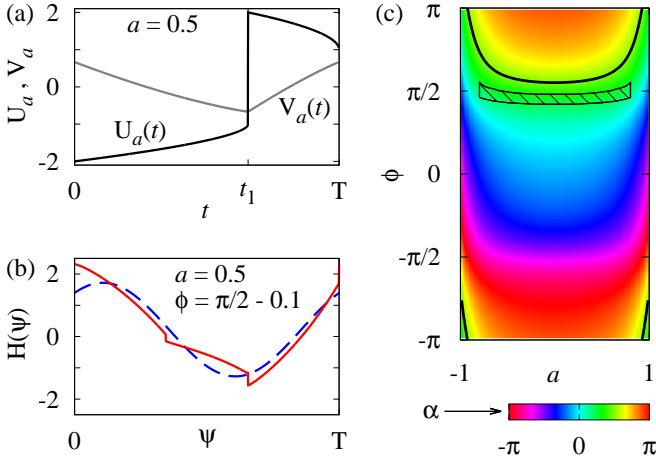 (a)
a = 0.5
U_a , V_a
2
0
-2
U_a(t)
V_a(t)
0
t
t_1
T
(b)
a = 0.5
ϕ = π/2 - 0.1
H(ψ)
2
0
-2
0
ψ
T
(c)
π
π/2
ϕ
0
-π/2
-π
-1
a
1
α
-π
0
π